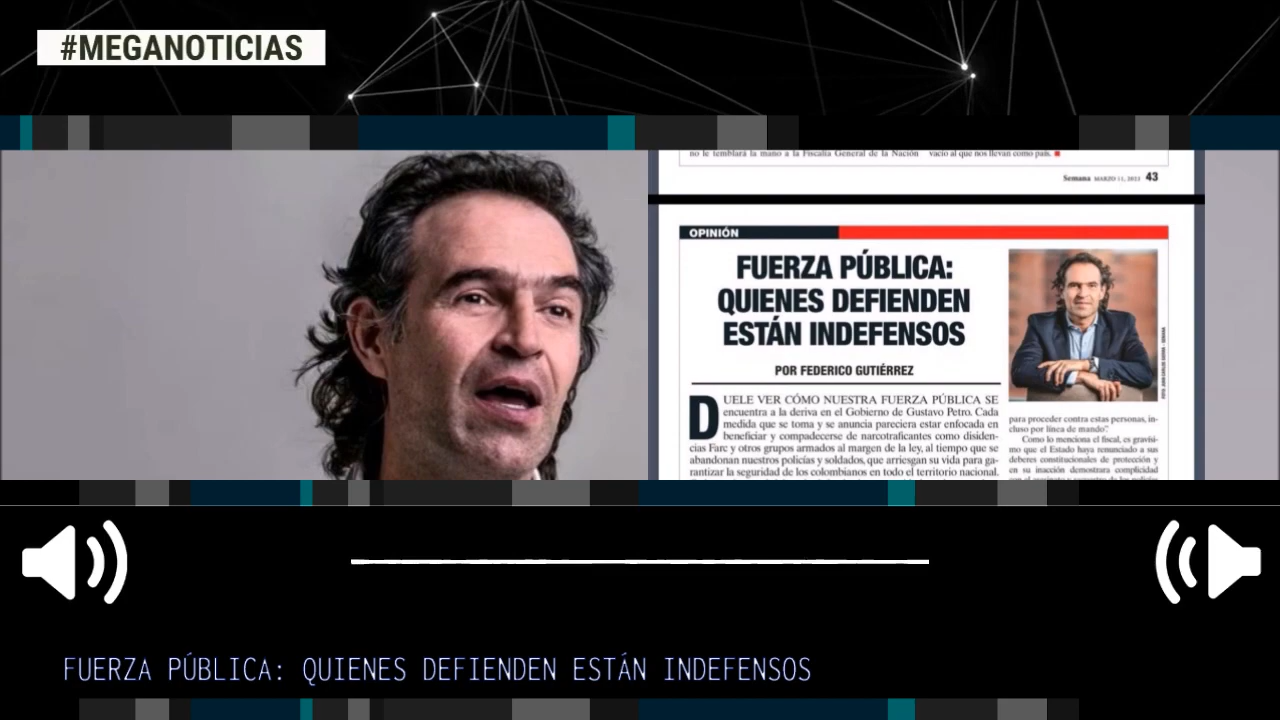 #MEGANOTICIAS
no le temblará la mano a la Fiscalía General de la Nación
vacío al que nos llevan como país.
Semana MARZO 11, 2023 43
OPINIÓN
FUERZA PÚBLICA:
QUIENES DEFIENDEN
ESTÁN INDEFENSOS
POR FEDERICO GUTIÉRREZ
DUELE VER CÓMO NUESTRA FUERZA PÚBLICA SE
encuentra a la deriva en el Gobierno de Gustavo Petro. Cada
medida que se toma y se anuncia pareciera estar enfocada en
beneficiar y compadecerse de narcotraficantes como disiden-
cias Farc y otros grupos armados al margen de la ley, al tiempo que se
abandonan nuestros policías y soldados, que arriesgan su vida para ga-
rantizar la seguridad de los colombianos en todo el territorio nacional.
para proceder contra estas personas, in-
cluso por línea de mando".
Como lo menciona el fiscal, es gravísi-
mo que el Estado haya renunciado a sus
deberes constitucionales de protección y
en su inacción demostrara complicidad
FUERZA PÚBLICA: QUIENES DEFIENDEN ESTÁN INDEFENSOS